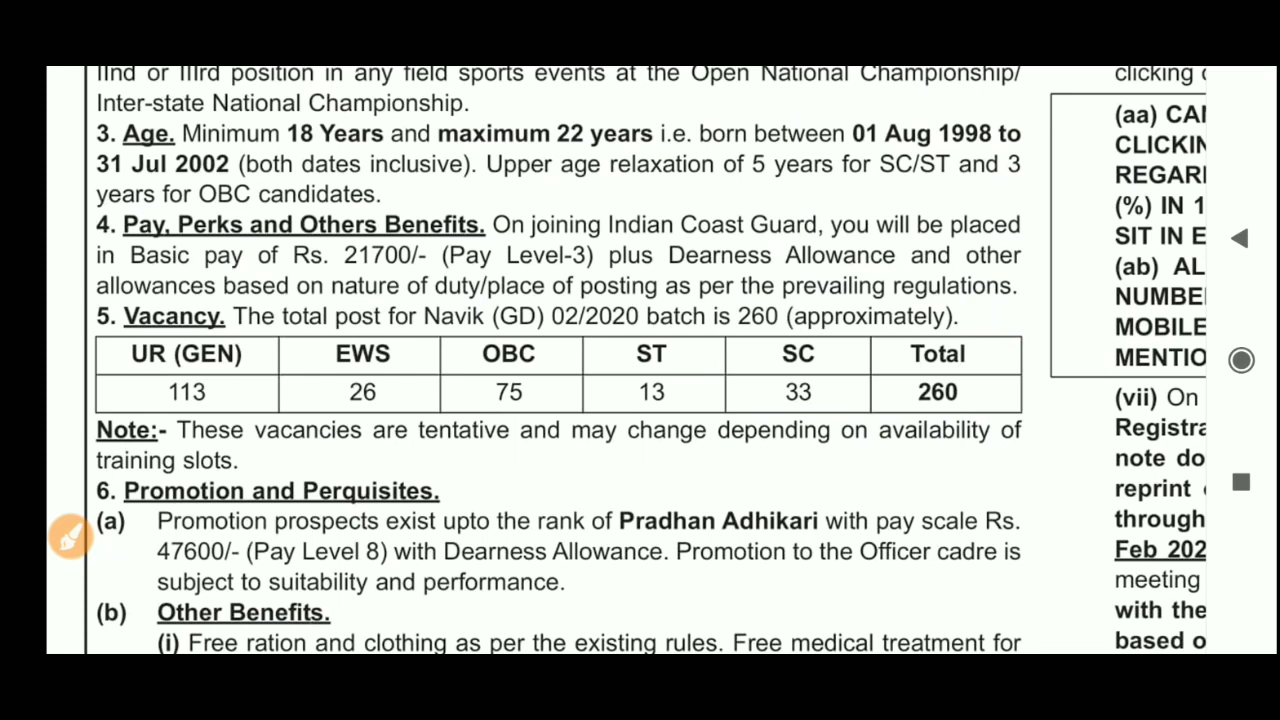 IInd or IIIrd position in any field sports events at the Open National Championship/
Inter-state National Championship.
3. Age. Minimum 18 Years and maximum 22 years i.e. born between 01 Aug 1998 to
31 Jul 2002 (both dates inclusive). Upper age relaxation of 5 years for SC/ST and 3
years for OBC candidates.
4. Pay, Perks and Others Benefits. On joining Indian Coast Guard, you will be placed
in Basic pay of Rs. 21700/- (Pay Level-3) plus Dearness Allowance and other
allowances based on nature of duty/place of posting as per the prevailing regulations.
5. Vacancy. The total post for Navik (GD) 02/2020 batch is 260 (approximately).
UR (GEN) EWS OBC ST SC Total
113 26 75 13 33 260
Note:- These vacancies are tentative and may change depending on availability of
training slots.
6. Promotion and Perquisites.
(a) Promotion prospects exist upto the rank of Pradhan Adhikari with pay scale Rs.
47600/- (Pay Level 8) with Dearness Allowance. Promotion to the Officer cadre is
subject to suitability and performance.
(b) Other Benefits.
(i) Free ration and clothing as per the existing rules. Free medical treatment for
clicking
(aa)
(%) IN 1
SIT IN E
(ab) AL
MOBILE
(vii) On
note do
reprint
through
Feb 202
meeting
with the
based o